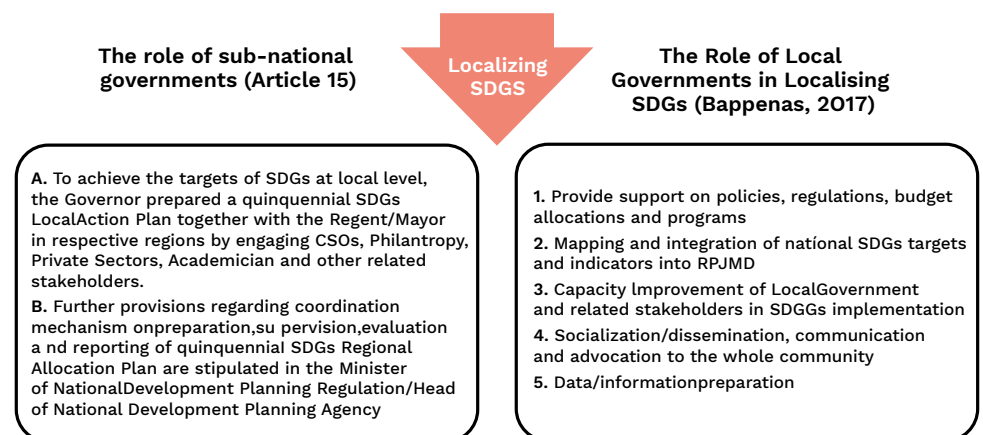 The role of sub-national
governments (Article 15)
Localizing
SDGS
The Role of Local
Governments in Localising
SDGs (Bappenas, 2017)
A. To achieve the targets of SDGs at local level,
the Governor prepared a quinquennial SDGs
LocalAction Plan together with the Regent/Mayor
in respective regions by engaging CSOs, Philantropy,
Private Sectors, Academician and other related
stakeholders.
B. Further provisions regarding coordination
mechanism onpreparation,su pervision,evaluation
a nd reporting of quinquennial SDGs Regional
Allocation Plan are stipulated in the Minister
of NationalDevelopment Planning Regulation/Head
of National Development Planning Agency
1. Provide support on policies, regulations, budget
allocations and programs
2. Mapping and integration of natíonal SDGs targets
and indicators into RPJMD
3. Capacity lmprovement of LocalGovernment
and related stakeholders in SDGGs implementation
4. Socialization/dissemination, communication
and advocation to the whole community
5. Data/informationpreparation